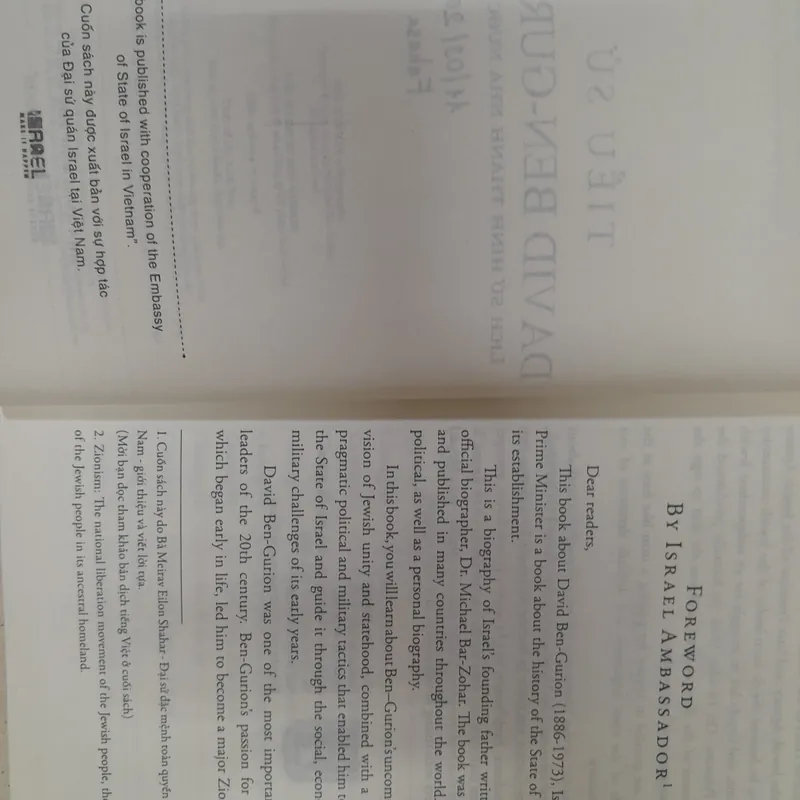 book is published with cooperation of the Embassy
of State of Israel in Vietnam".
Cuốn sách này được xuất bản với sự hợp tác
của Đại sứ quán Israel tại Việt Nam.
ISRAEL
MAKE IT HAPPEN
FOREWORD
BY ISRAEL AMBASSADOR¹
Dear readers,
This book about David Ben-Gurion (1886-1973), Is
Prime Minister is a book about the history of the State of
its establishment.
This is a biography of Israel's founding father writt
official biographer, Dr. Michael Bar-Zohar. The book was
and published in many countries throughout the world
political, as well as a personal biography.
In this book, you will learn about Ben–Gurion's uncom
vision of Jewish unity and statehood, combined with a
pragmatic political and military tactics that enabled him t
the State of Israel and guide it through the social, econ
military challenges of its early years.
David Ben-Gurion was one of the most importa
leaders of the 20th century. Ben-Gurion's passion for
which began early in life, led him to become a major Zio
1. Cuốn sách này do Bà Meirav Eilon Shahar - Đại sứ đặc mệnh toàn quyền
Nam - giới thiệu và viết lời tựa.
(Mời bạn đọc tham khảo bản dịch tiếng Việt ở cuối sách)
2. Zionism: The national liberation movement of the Jewish people, th
of the Jewish people in its ancestral homeland.